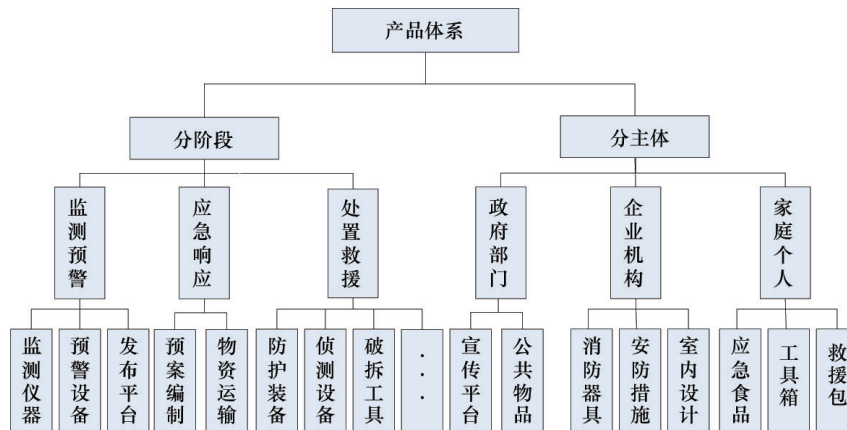 产品体系
分阶段
分主体
监测预警
应急响应
处置救援
政府部门
企业机构
家庭个人
监测仪器
预警设备
发布平台
预案编制
物资运输
防护装备
侦测设备
破拆工具
...
宣传平台
公共物品
消防器具
安防措施
室内设计
应急食品
工具箱
救援包